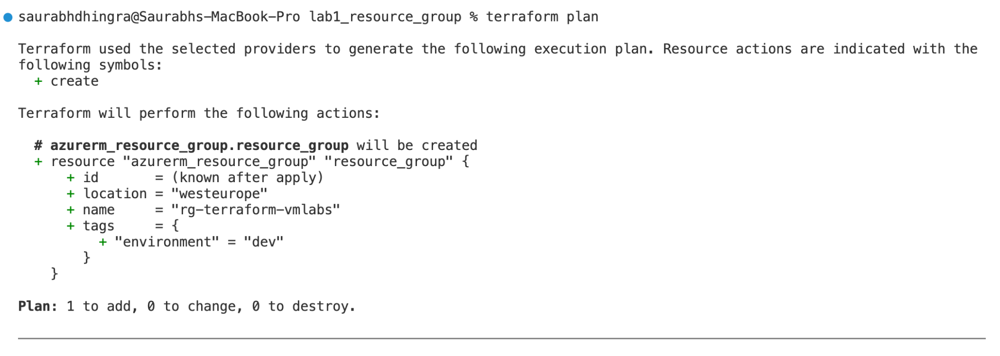 saurabhdhingra@Saurabhs-MacBook-Pro lab1_resource_group % terraform plan
Terraform used the selected providers to generate the following execution plan. Resource actions are indicated with the
following symbols:
+ create
Terraform will perform the following actions:
# azurerm_resource_group.resource_group will be created
+ resource "azurerm_resource_group" "resource_group" {
+ id       = (known after apply)
+ location = "westeurope"
+ name     = "rg-terraform-vmlabs"
+ tags     = {
+ "environment" = "dev"
}
}
Plan: 1 to add, 0 to change, 0 to destroy.